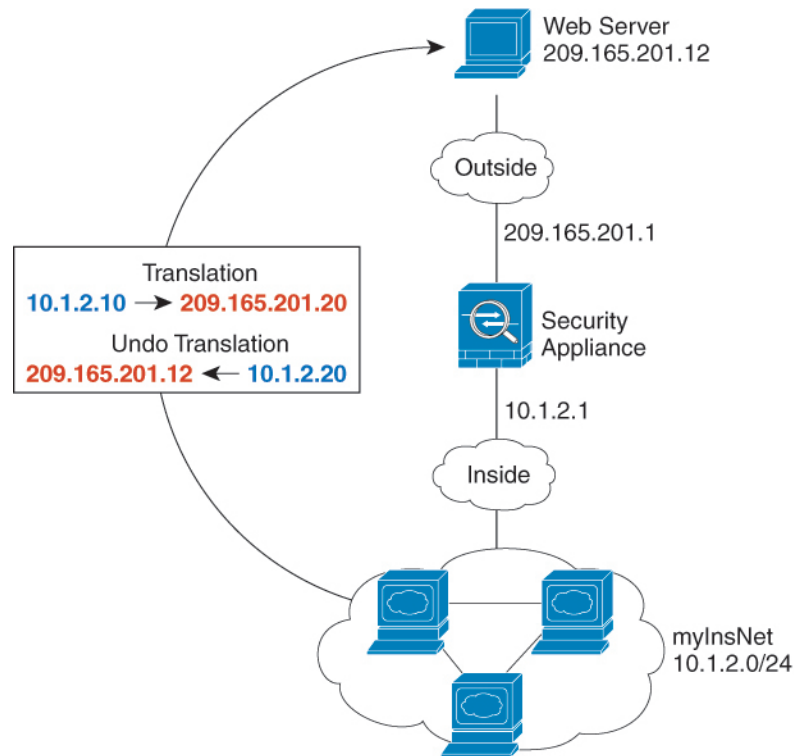 Web Server
209.165.201.12
Outside
209.165.201.1
Translation
10.1.2.10 → 209.165.201.20
Undo Translation
209.165.201.12 ← 10.1.2.20
Security
Appliance
10.1.2.1
Inside
myInsNet
10.1.2.0/24